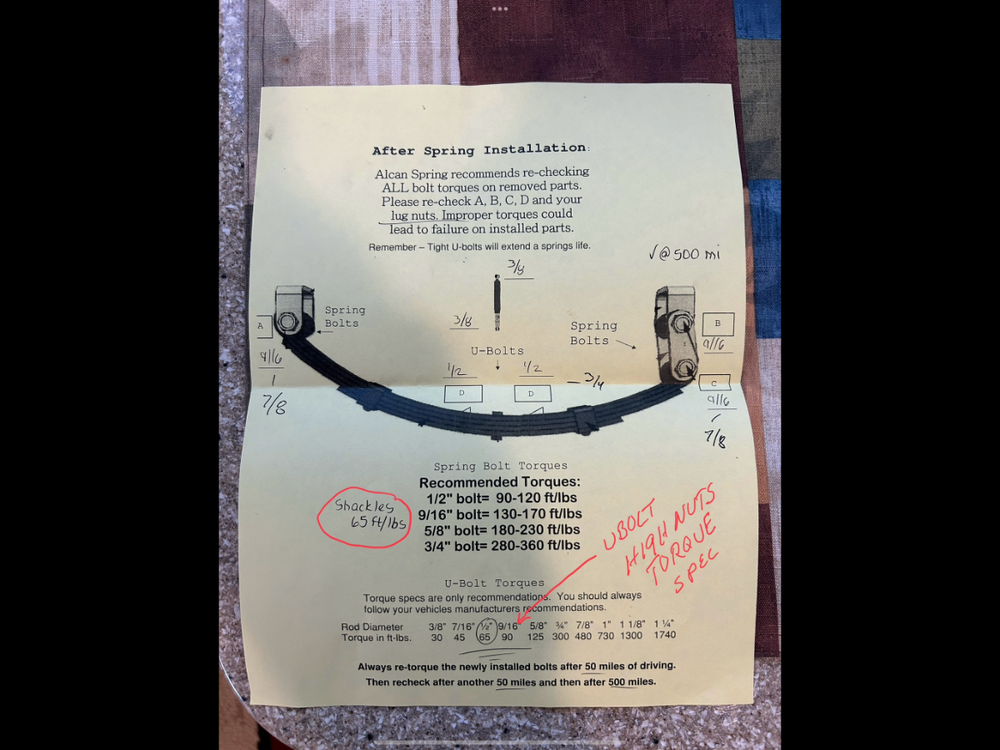 After Spring Installation:
Alcan Spring recommends re-checking
ALL bolt torques on removed parts.
Please re-check A, B, C, D and your
lug nuts. Improper torques could
lead to failure on installed parts.
Remember – Tight U-bolts will extend a springs life.
√@500 mi
3/8
Spring
Bolts
A
3/8
Spring
Bolts
B
9/16
U-Bolts
9/16
1
7/8
1/2
1/2
3/4
D
D
C
9/16
7/8
Spring Bolt Torques
Recommended Torques:
1/2" bolt= 90-120 ft/lbs
9/16" bolt= 130-170 ft/lbs
5/8" bolt= 180-230 ft/lbs
3/4" bolt= 280-360 ft/lbs
Shackles
65 ft/lbs
UBOLT
HIGH NUTS
TORQUE
SPEC
U-Bolt Torques
Torque specs are only recommendations. You should always
follow your vehicles manufacturers recommendations.
Rod Diameter 3/8" 7/16" 1/2" 9/16" 5/8" 3/4" 7/8" 1" 1 1/8" 1 1/4"
Torque in ft-lbs. 30 45 65 90 125 300 480 730 1300 1740
Always re-torque the newly installed bolts after 50 miles of driving.
Then recheck after another 50 miles and then after 500 miles.